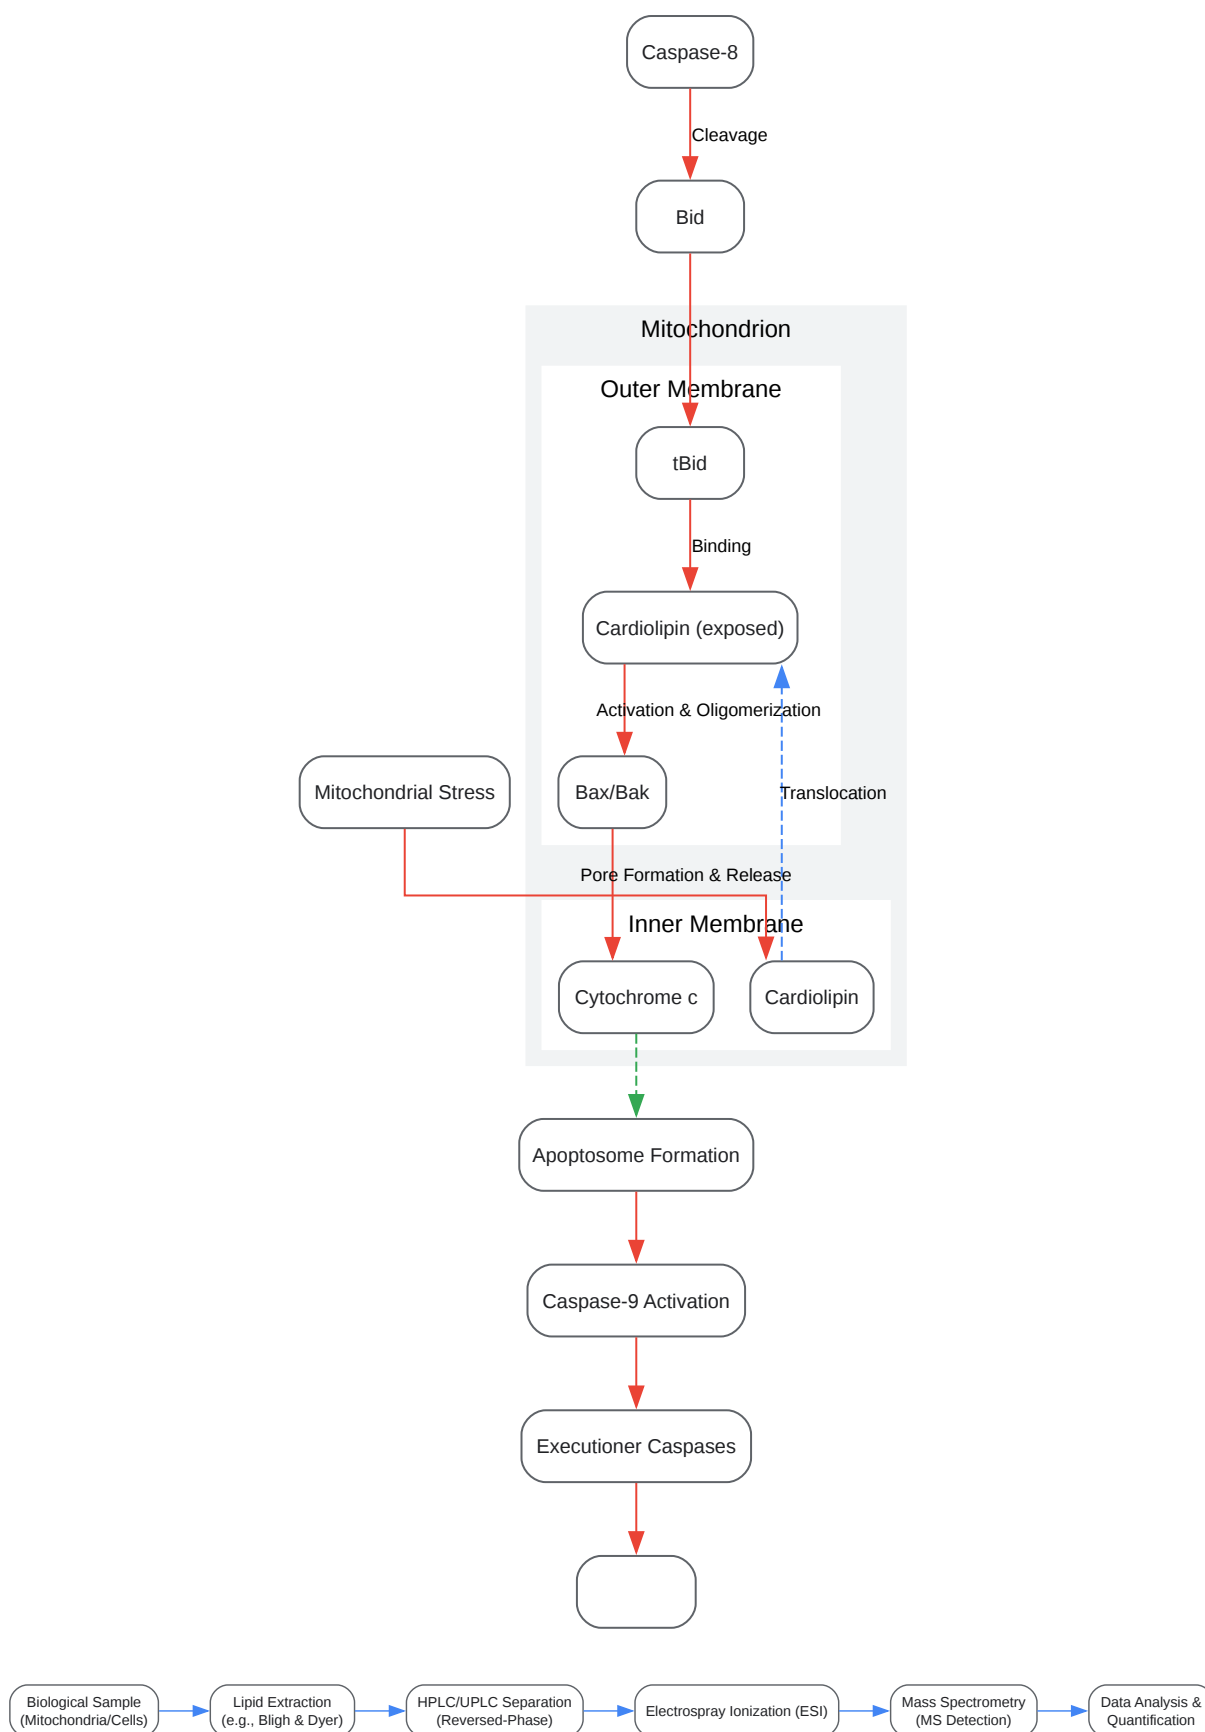 Caspase-8
Cleavage
Bid
Mitochondrion
Outer Membrane
tBid
Binding
Cardiolipin (exposed)
Activation & Oligomerization
Mitochondrial Stress
Bax/Bak
Translocation
Pore Formation & Release
Inner Membrane
Cytochrome c
Cardiolipin
Apoptosome Formation
Caspase-9 Activation
Executioner Caspases
Biological Sample
(Mitochondria/Cells)
Lipid Extraction
(e.g., Bligh & Dyer)
HPLC/UPLC Separation
(Reversed-Phase)
Electrospray Ionization (ESI)
Mass Spectrometry
(MS Detection)
Data Analysis &
Quantification